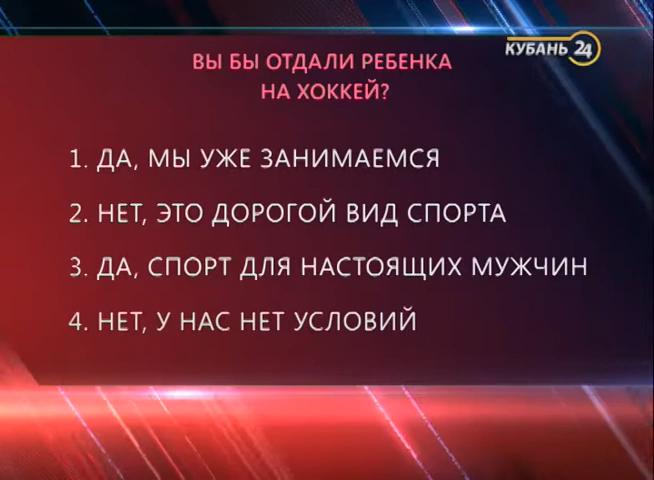 КУБАНЬ 24
ВЫ БЫ ОТДАЛИ РЕБЕНКА
НА ХОККЕЙ?
1. ДА, МЫ УЖЕ ЗАНИМАЕМСЯ
2. НЕТ, ЭТО ДОРОГОЙ ВИД СПОРТА
3. ДА, СПОРТ ДЛЯ НАСТОЯЩИХ МУЖЧИН
4. НЕТ, У НАС НЕТ УСЛОВИЙ